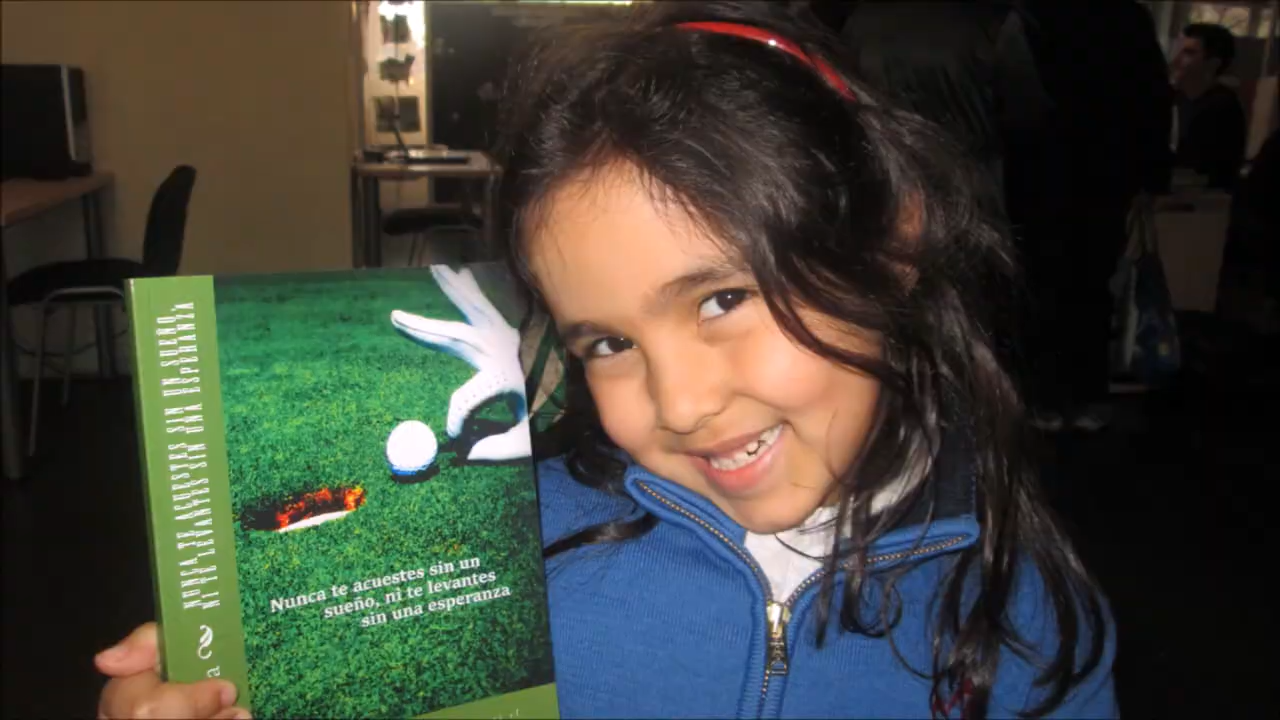 NUNCA TE ACUESTES SIN UN SUEÑO,
NI TE LEVANTES SIN UNA ESPERANZA
Nunca te acuestes sin un
sueño, ni te levantes
sin una esperanza